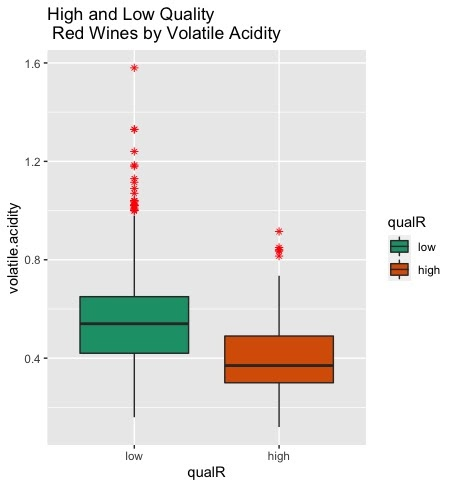 High and Low Quality
Red Wines by Volatile Acidity
volatile.acidity
1.6
1.2
0.8
0.4
low
high
qualR
qualR
low
high